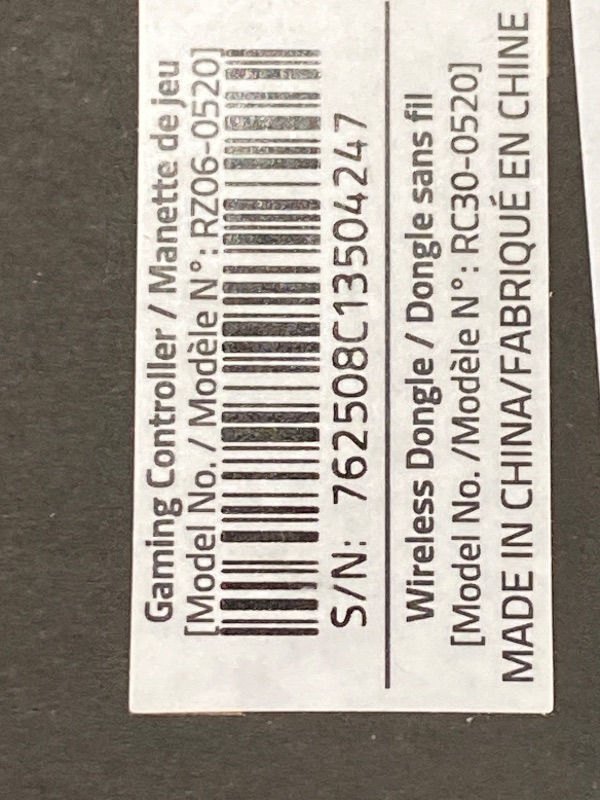 Gaming Controller / Manette de jeu
[Model No. / Modèle N°: RZ06-0520]
S/N: 762508C13504247
Wireless Dongle / Dongle sans fil
[Model No. /Modèle N°: RC30-0520]
MADE IN CHINA/FABRIQUÉ EN CHINE